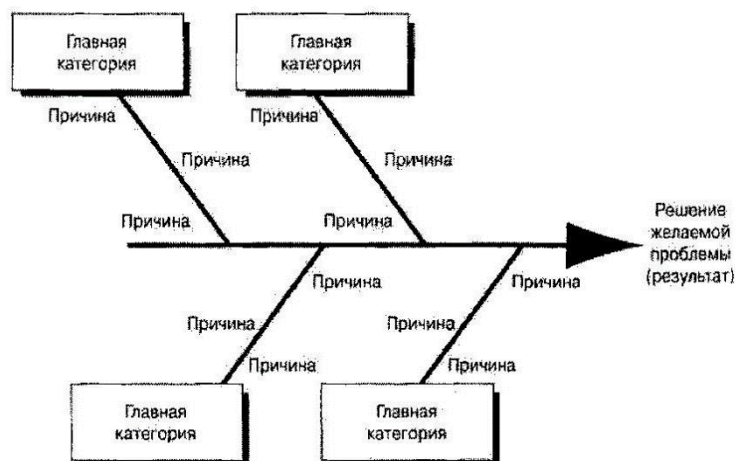 Главная
категория
Главная
категория
Причина
Причина
Причина
Причина
Причина
Причина
Решение
желаемой
проблемы
(результат)
Причина
Причина
Причина
Причина
Причина
Причина
Главная
категория
Главная
категория